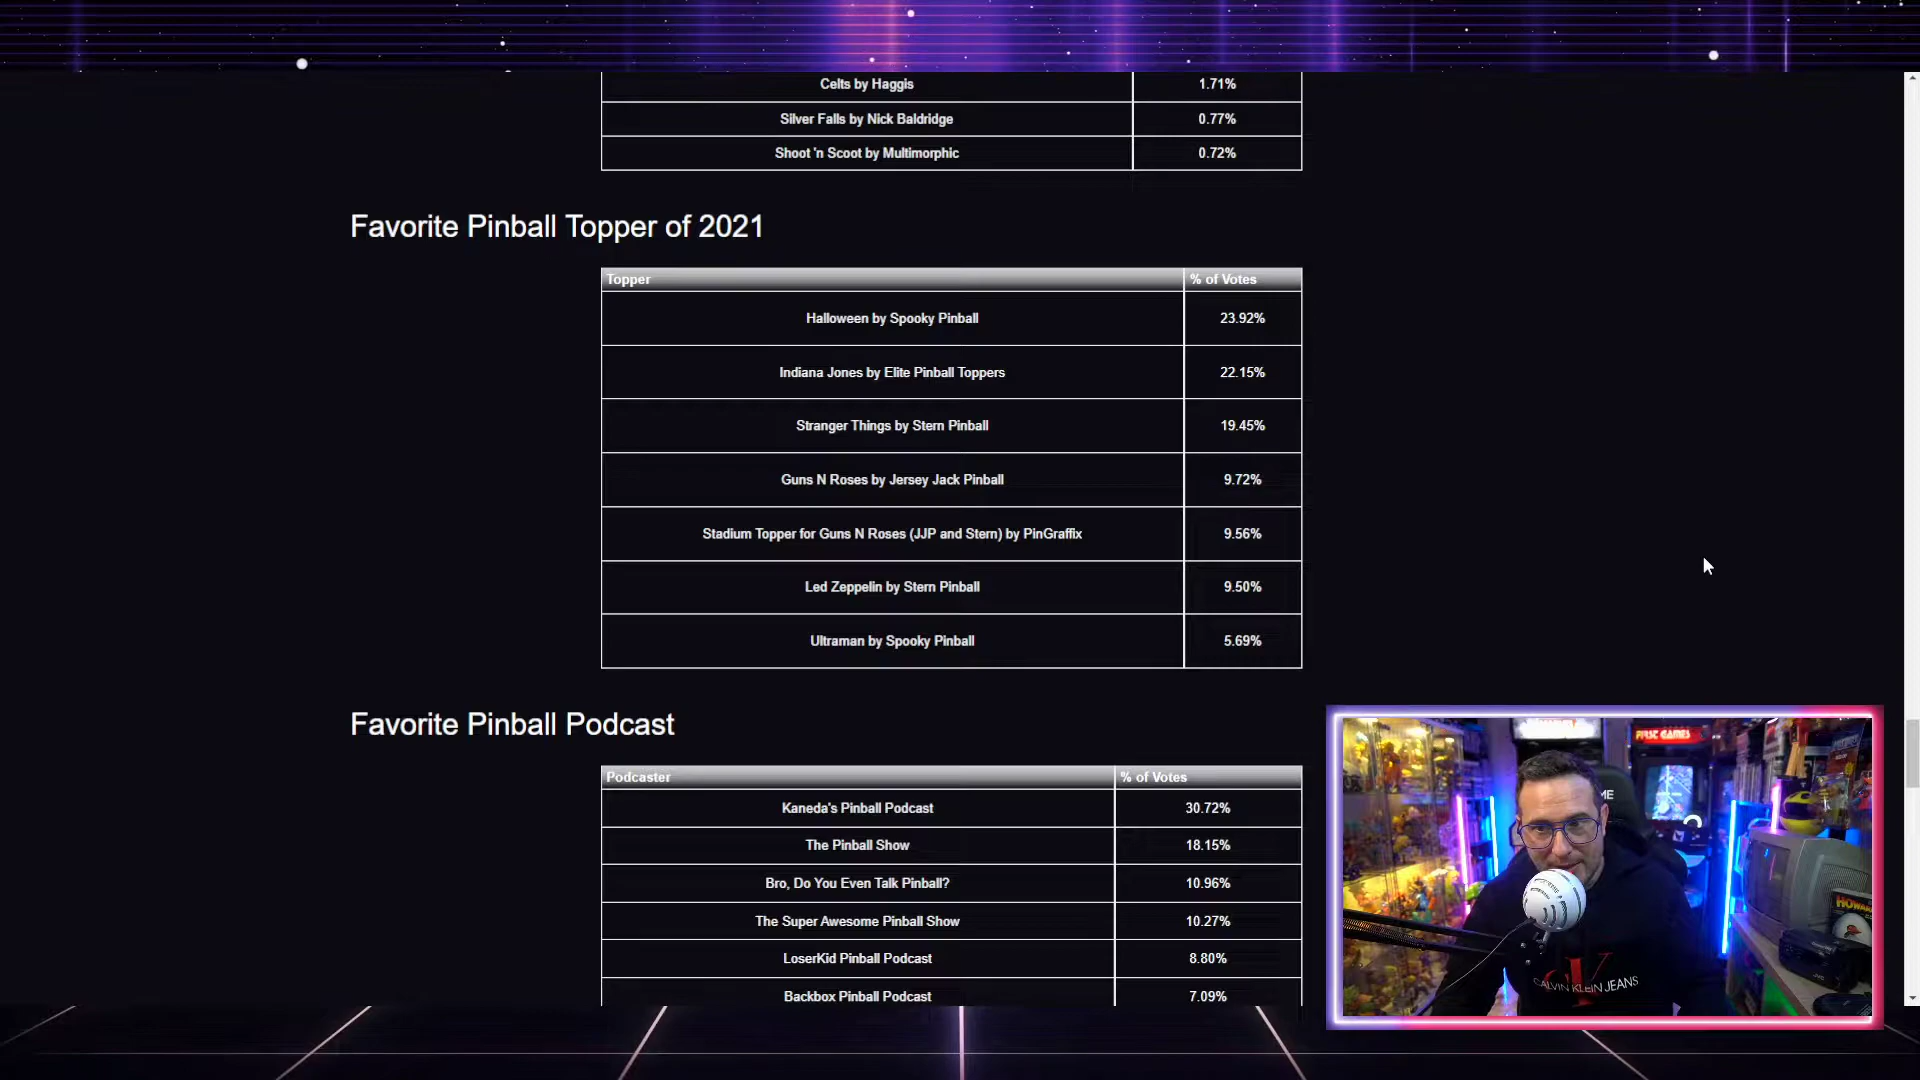 Celts by Haggis 1.71%
Silver Falls by Nick Baldridge 0.77%
Shoot 'n Scoot by Multimorphic 0.72%
Favorite Pinball Topper of 2021
Topper % of Votes
Halloween by Spooky Pinball 23.92%
Indiana Jones by Elite Pinball Toppers 22.15%
Stranger Things by Stern Pinball 19.45%
Guns N Roses by Jersey Jack Pinball 9.72%
Stadium Topper for Guns N Roses (JJP and Stern) by PinGraffix 9.56%
Led Zeppelin by Stern Pinball 9.50%
Ultraman by Spooky Pinball 5.69%
Favorite Pinball Podcast
Podcaster % of Votes
Kaneda's Pinball Podcast 30.72%
The Pinball Show 18.15%
Bro, Do You Even Talk Pinball? 10.96%
The Super Awesome Pinball Show 10.27%
LoserKid Pinball Podcast 8.80%
Backbox Pinball Podcast 7.09%
FIRST GAMES
CALVIN KLEIN JEANS